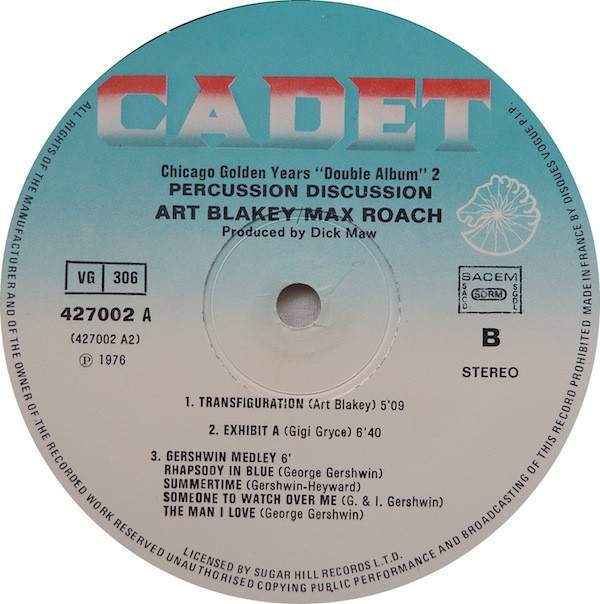 CADET
Chicago Golden Years "Double Album" 2
PERCUSSION DISCUSSION
ART BLAKEY MAX ROACH
Produced by Dick Maw
VG 306
427002 A
(427002 A2)
Ⓟ 1976
SACEM
SACD SDRM SGDL
B
STEREO
1. TRANSFIGURATION (Art Blakey) 5'09
2. EXHIBIT A (Gigi Gryce) 6'40
3. GERSHWIN MEDLEY 6'
RHAPSODY IN BLUE (George Gershwin)
SUMMERTIME (Gershwin-Heyward)
SOMEONE TO WATCH OVER ME (G. & I. Gershwin)
THE MAN I LOVE (George Gershwin)
LICENSED BY SUGAR HILL RECORDS L.T.D.
ALL RIGHTS OF THE MANUFACTURER AND OF THE OWNER OF THE RECORDED WORK RESERVED UNAUTHORISED COPYING PUBLIC PERFORMANCE AND BROADCASTING OF THIS RECORD PROHIBITED MADE IN FRANCE BY DISQUES VOGUE P.I.P.